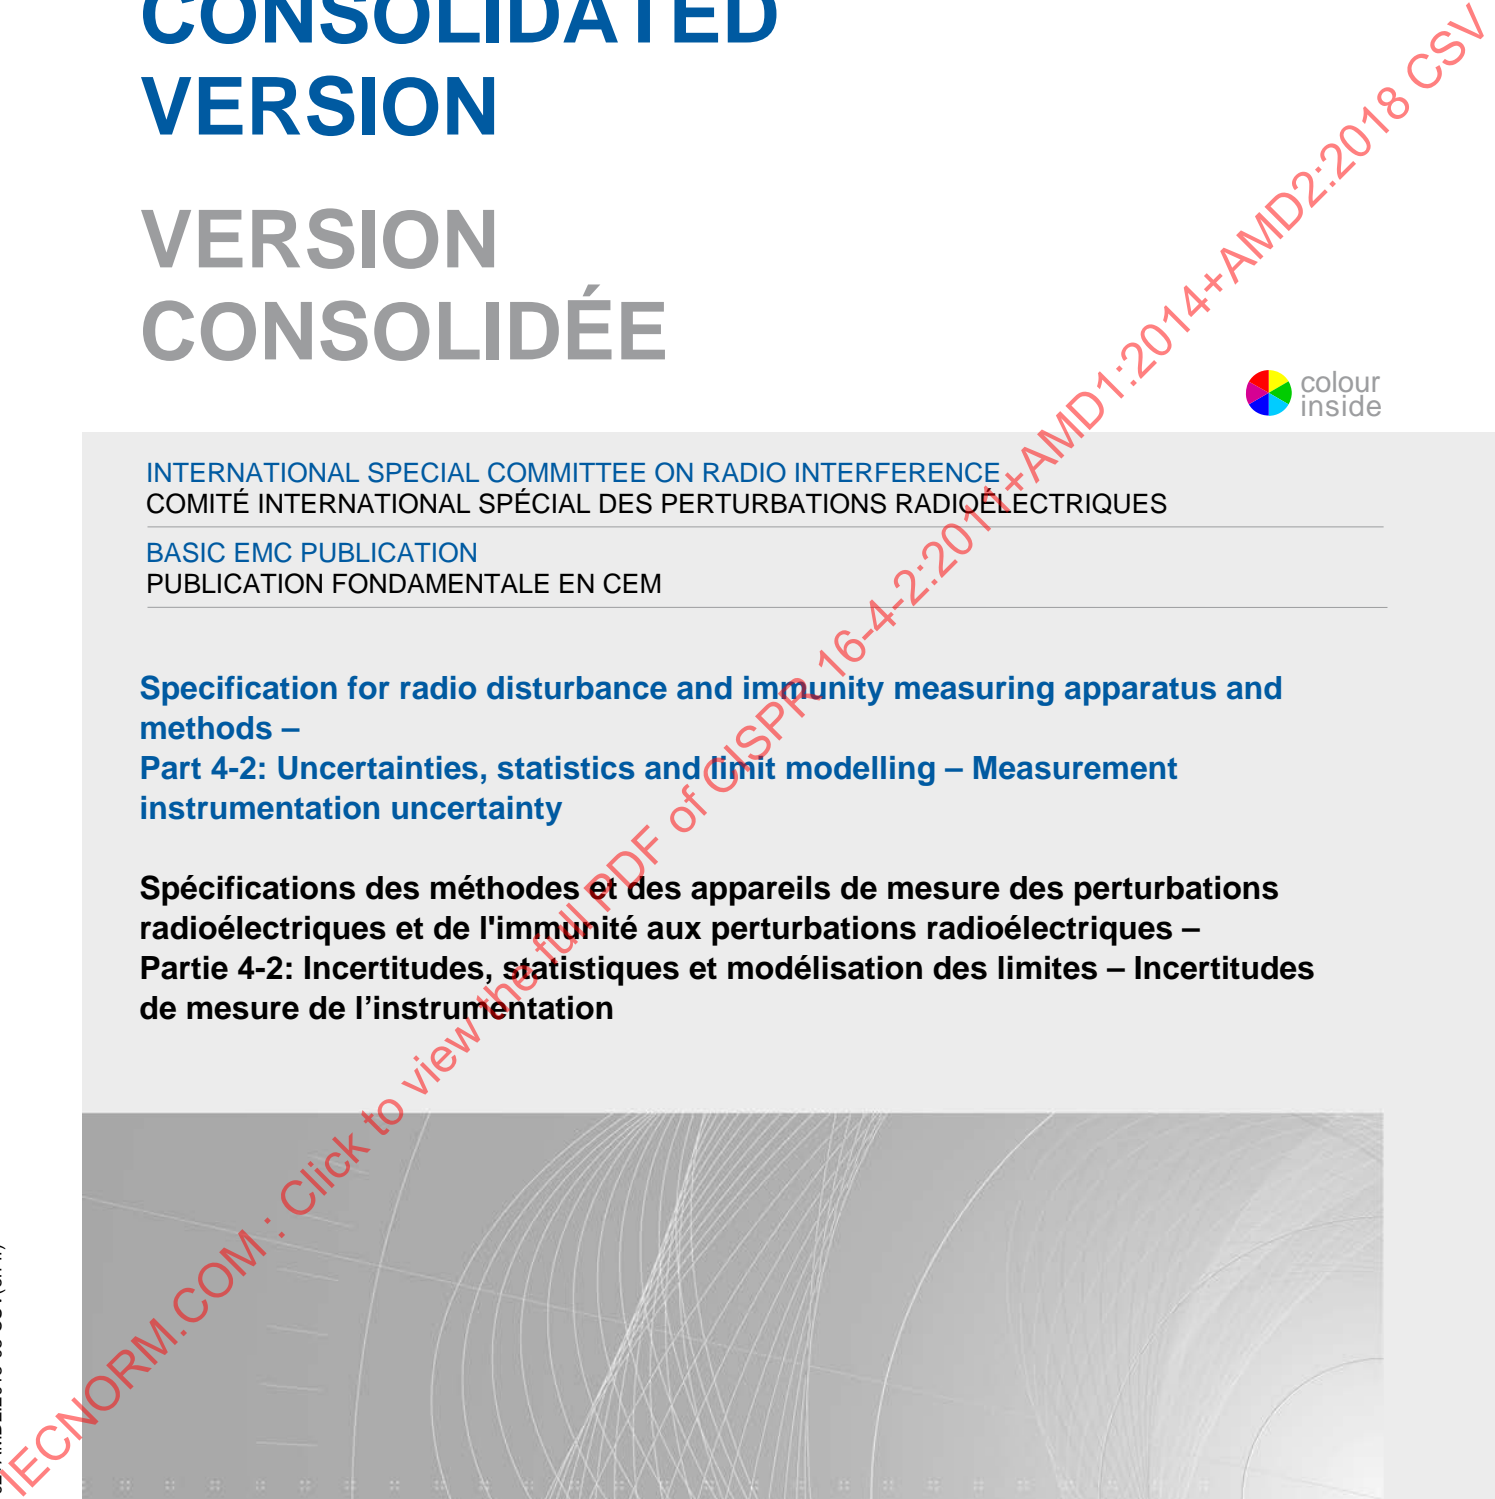 CONSOLIDATED
VERSION
VERSION
CONSOLIDÉE
colour
inside
INTERNATIONAL SPECIAL COMMITTEE ON RADIO INTERFERENCE
COMITÉ INTERNATIONAL SPÉCIAL DES PERTURBATIONS RADIOÉLECTRIQUES
BASIC EMC PUBLICATION
PUBLICATION FONDAMENTALE EN CEM
Specification for radio disturbance and immunity measuring apparatus and
methods –
Part 4-2: Uncertainties, statistics and limit modelling – Measurement
instrumentation uncertainty
Spécifications des méthodes et des appareils de mesure des perturbations
radioélectriques et de l'immunité aux perturbations radioélectriques –
Partie 4-2: Incertitudes, statistiques et modélisation des limites – Incertitudes
de mesure de l’instrumentation
IECNORM.COM : Click to view the full PDF of CISPR 16-4-2:2011+AMD1:2014+AMD2:2018 CSV